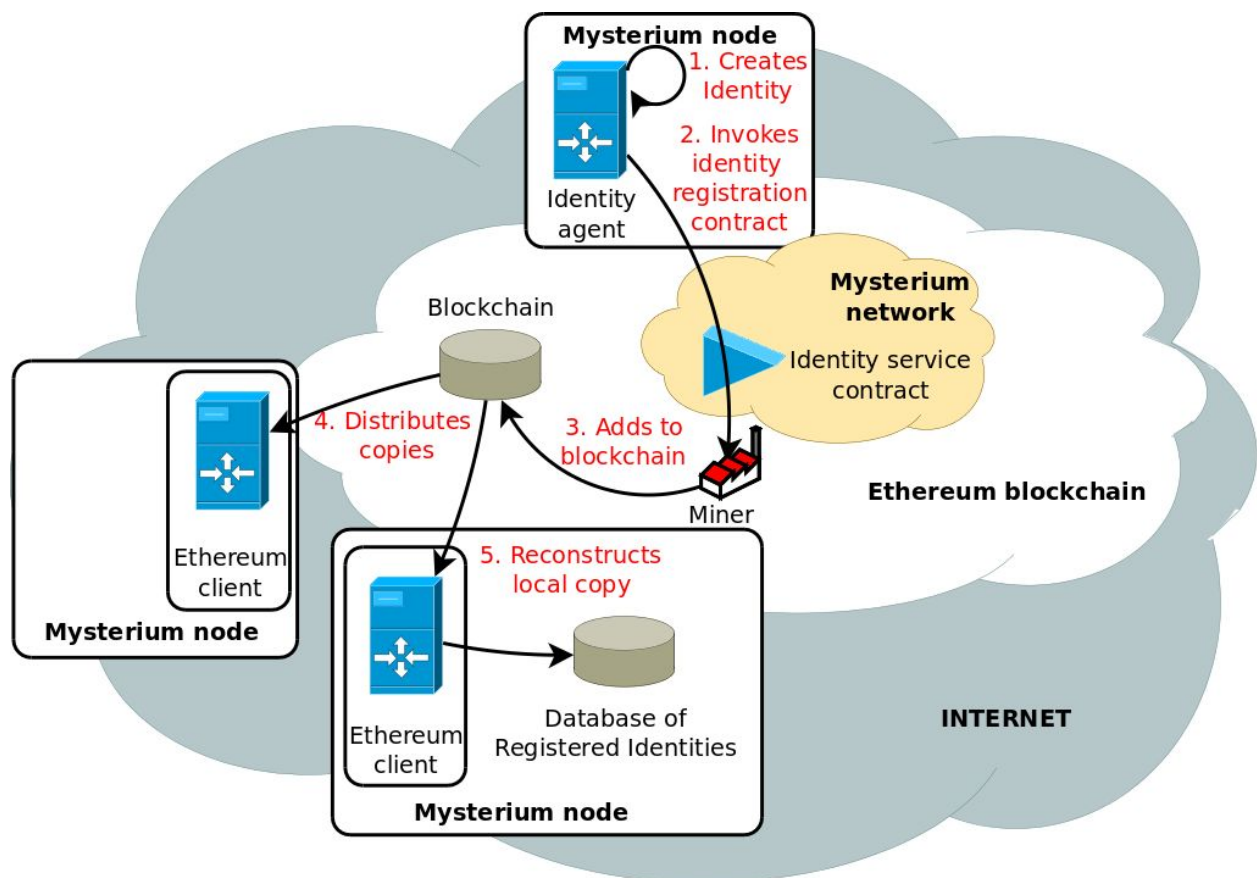 Mysterium node
1. Creates
Identity
2. Invokes
identity
registration
contract
Identity
agent
Mysterium
network
Identity service
contract
Blockchain
4. Distributes
copies
3. Adds to
blockchain
Miner
Ethereum blockchain
Ethereum
client
Mysterium node
5. Reconstructs
local copy
Ethereum
client
Database of
Registered Identities
Mysterium node
INTERNET